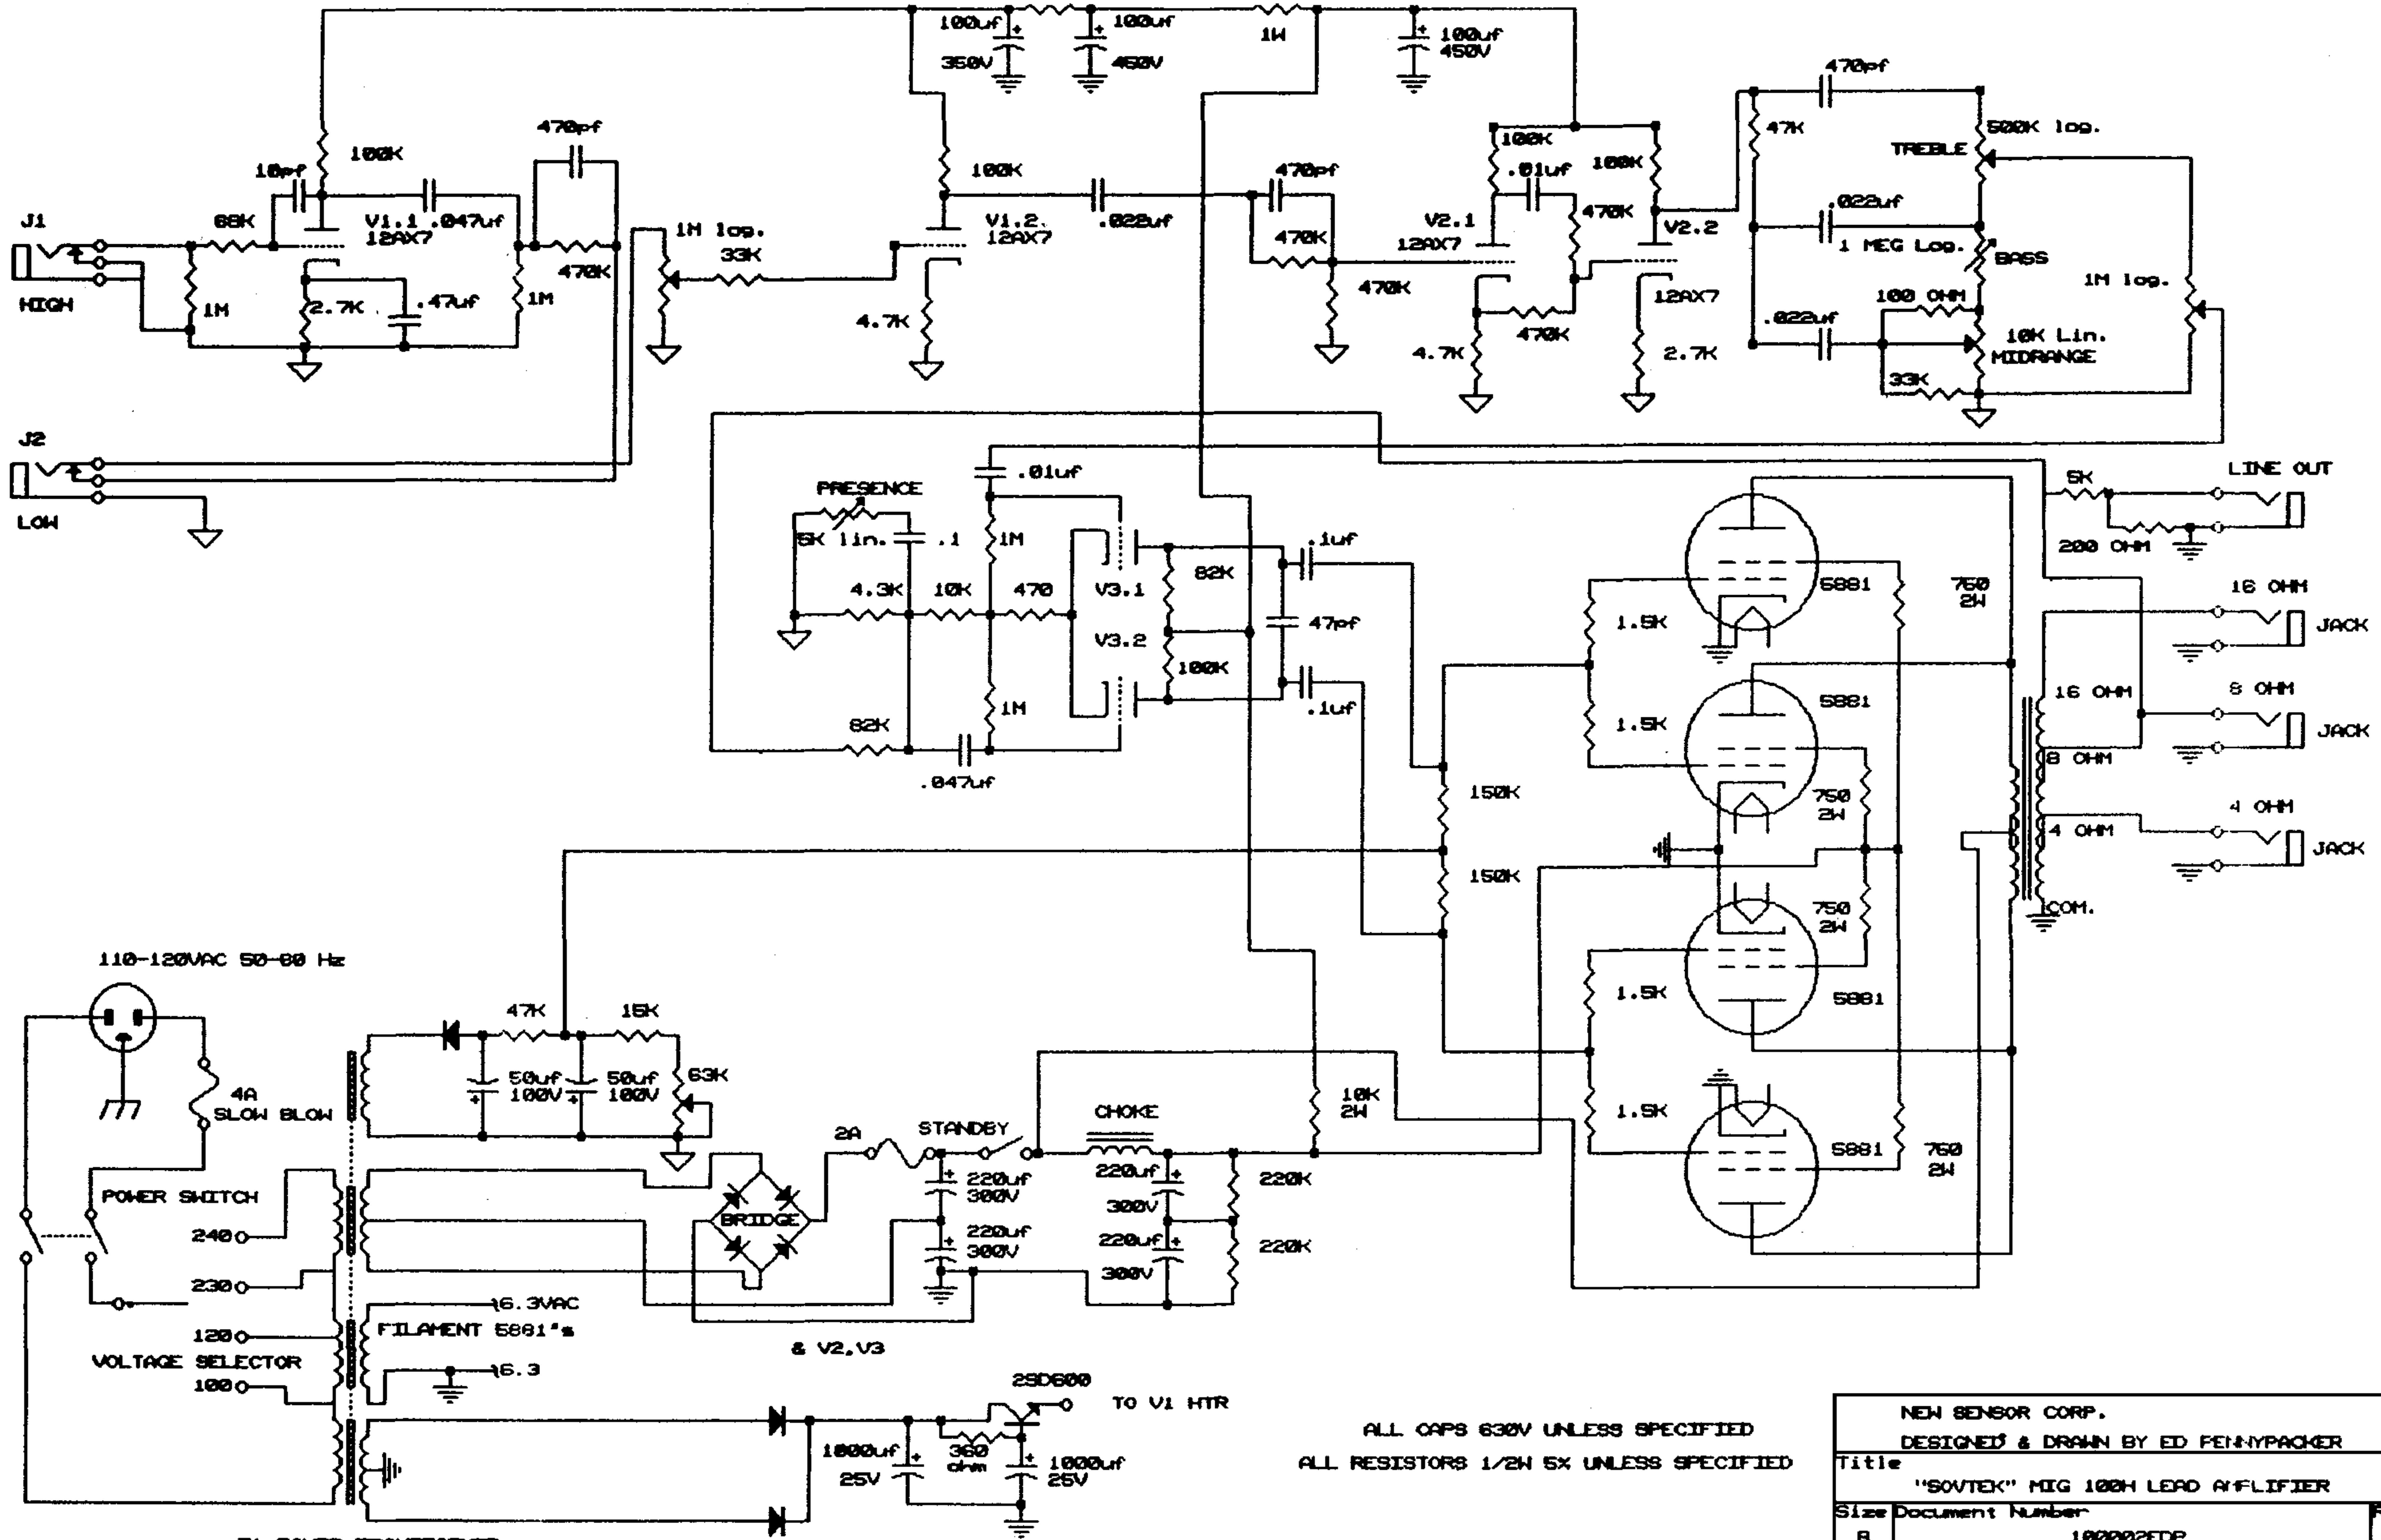 100uf
350V
100uf
450V
1W
100uf
450V
470pf
47K
500K log.
TREBLE
.022uf
1 MEG Log.
BASS
100 OHM
.022uf
10K Lin.
MIDRANGE
33K
1M log.
470pf
100K
10pf
68K
V1.1
12AX7
.047uf
J1
HIGH
1M
2.7K
.47uf
1M
470K
1M log.
33K
100K
V1.2
12AX7
.022uf
4.7K
470pf
470K
470K
100K
.01uf
100K
V2.1
12AX7
470K
V2.2
12AX7
470K
4.7K
2.7K
J2
LOW
PRESENCE
5K lin.
.1
.01uf
1M
4.3K
10K
470
V3.1
V3.2
82K
100K
47pf
.1uf
.1uf
1M
82K
.047uf
150K
150K
1.5K
1.5K
1.5K
1.5K
5881
5881
5881
5881
750
2W
750
2W
750
2W
750
2W
LINE OUT
5K
200 OHM
16 OHM
JACK
16 OHM
8 OHM
JACK
8 OHM
4 OHM
JACK
4 OHM
COM.
110-120VAC 50-60 Hz
4A
SLOW BLOW
47K
15K
50uf
100V
50uf
100V
63K
POWER SWITCH
240
230
120
VOLTAGE SELECTOR
100
BRIDGE
2A
STANDBY
220uf
300V
220uf
300V
CHOKE
220uf
300V
220uf
300V
220K
220K
10K
2W
6.3VAC
FILAMENT 5881's
& V2,V3
6.3
2SD600
TO V1 HTR
1000uf
25V
360
ohm
1000uf
25V
ALL CAPS 630V UNLESS SPECIFIED
ALL RESISTORS 1/2W 5% UNLESS SPECIFIED
NEW SENSOR CORP.
DESIGNED & DRAWN BY ED PENNYPACKER
Title
"SOVTEK" MIG 100H LEAD AMPLIFIER
Size Document Number